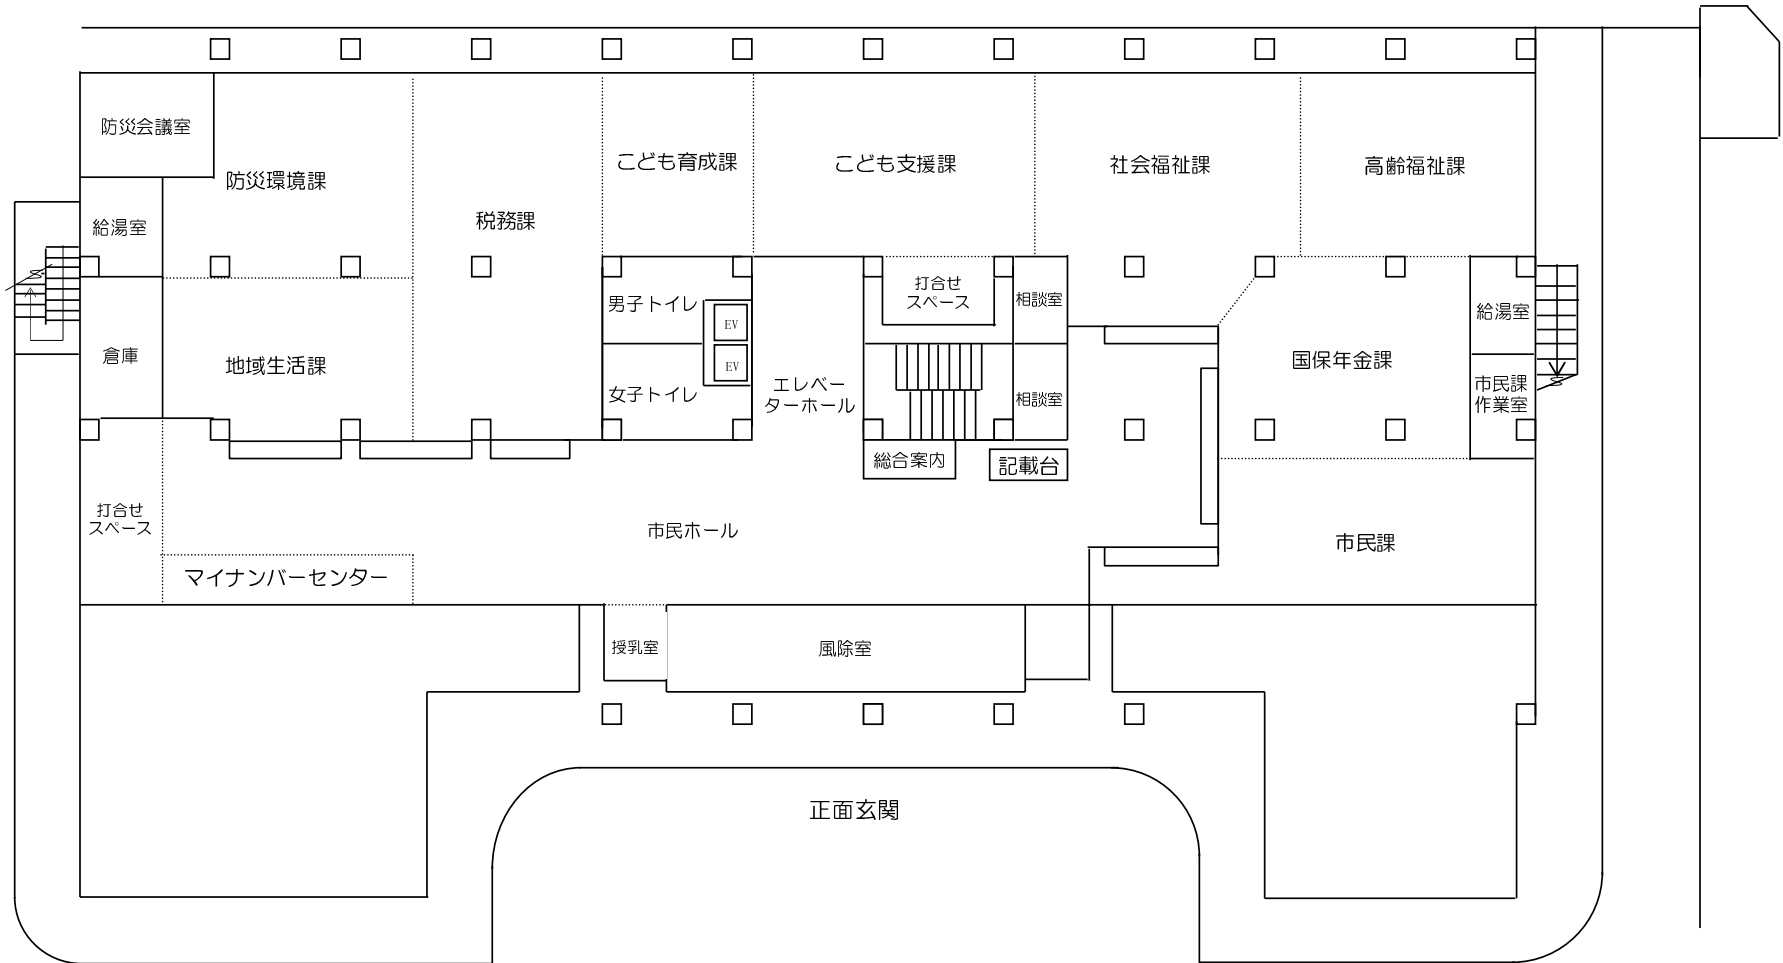 防災会議室
防災環境課
税務課
こども育成課
こども支援課
社会福祉課
高齢福祉課
給湯室
倉庫
地域生活課
男子トイレ
女子トイレ
EV
EV
エレベー
ターホール
打合せ
スペース
相談室
相談室
国保年金課
給湯室
市民課
作業室
総合案内
記載台
打合せ
スペース
市民ホール
市民課
マイナンバーセンター
授乳室
風除室
正面玄関